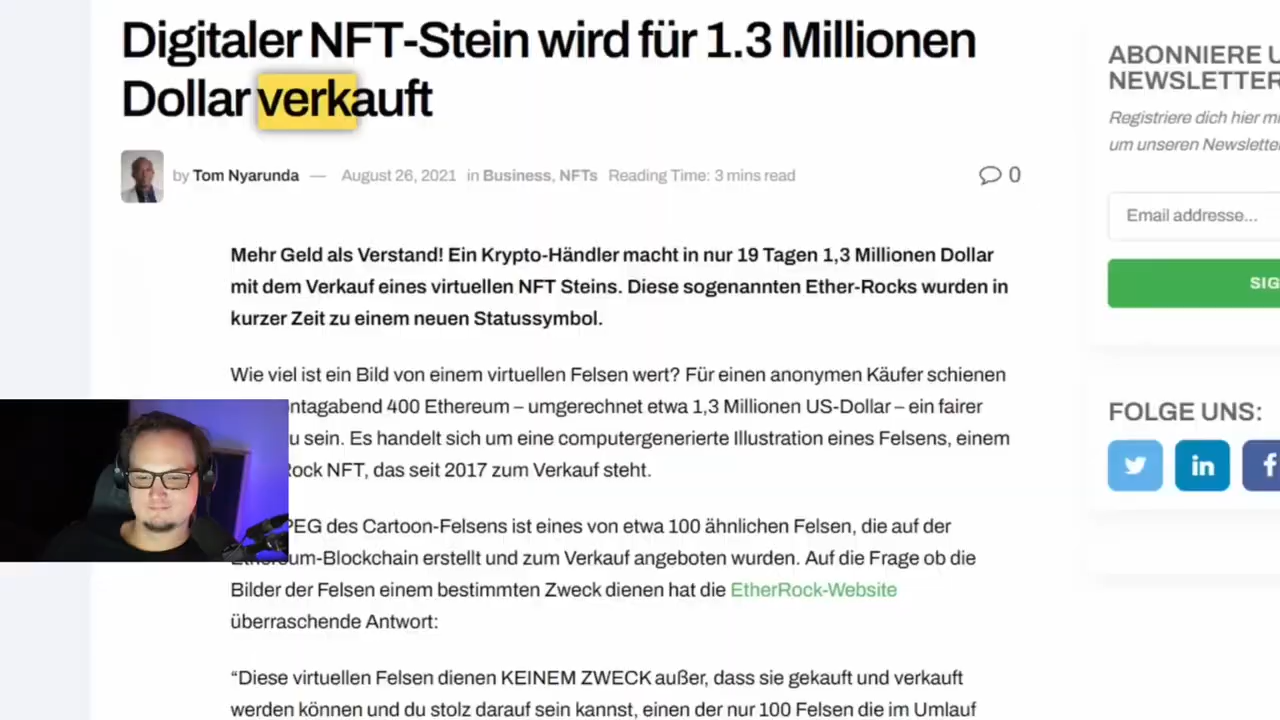 Digitaler NFT-Stein wird für 1.3 Millionen
Dollar verkauft
by Tom Nyarunda — August 26, 2021 in Business, NFTs Reading Time: 3 mins read
0
Mehr Geld als Verstand! Ein Krypto-Händler macht in nur 19 Tagen 1,3 Millionen Dollar
mit dem Verkauf eines virtuellen NFT Steins. Diese sogenannten Ether-Rocks wurden in
kurzer Zeit zu einem neuen Statussymbol.
Wie viel ist ein Bild von einem virtuellen Felsen wert? Für einen anonymen Käufer schienen
ntagabend 400 Ethereum – umgerechnet etwa 1,3 Millionen US-Dollar – ein fairer
u sein. Es handelt sich um eine computergenerierte Illustration eines Felsens, einem
Rock NFT, das seit 2017 zum Verkauf steht.
PEG des Cartoon-Felsens ist eines von etwa 100 ähnlichen Felsen, die auf der
Ethereum-Blockchain erstellt und zum Verkauf angeboten wurden. Auf die Frage ob die
Bilder der Felsen einem bestimmten Zweck dienen hat die EtherRock-Website
überraschende Antwort:
“Diese virtuellen Felsen dienen KEINEM ZWECK außer, dass sie gekauft und verkauft
werden können und du stolz darauf sein kannst, einen der nur 100 Felsen die im Umlauf
ABONNIERE U
NEWSLETTER
Registriere dich hier mi
um unseren Newslette
Email addresse...
SIG
FOLGE UNS: